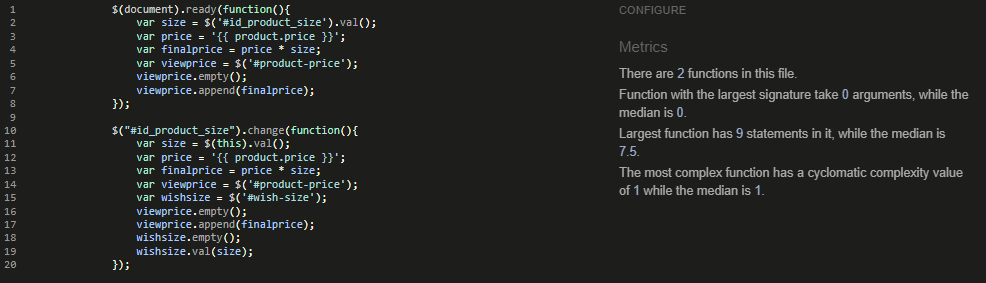 1 $(document).ready(function(){
2 var size = $('#id_product_size').val();
3 var price = '{{ product.price }}';
4 var finalprice = price * size;
5 var viewprice = $('#product-price');
6 viewprice.empty();
7 viewprice.append(finalprice);
8 });
9
10 $("#id_product_size").change(function(){
11 var size = $(this).val();
12 var price = '{{ product.price }}';
13 var finalprice = price * size;
14 var viewprice = $('#product-price');
15 var wishsize = $('#wish-size');
16 viewprice.empty();
17 viewprice.append(finalprice);
18 wishsize.empty();
19 wishsize.val(size);
20 });
CONFIGURE
Metrics
There are 2 functions in this file.
Function with the largest signature take 0 arguments, while the
median is 0.
Largest function has 9 statements in it, while the median is
7.5.
The most complex function has a cyclomatic complexity value
of 1 while the median is 1.